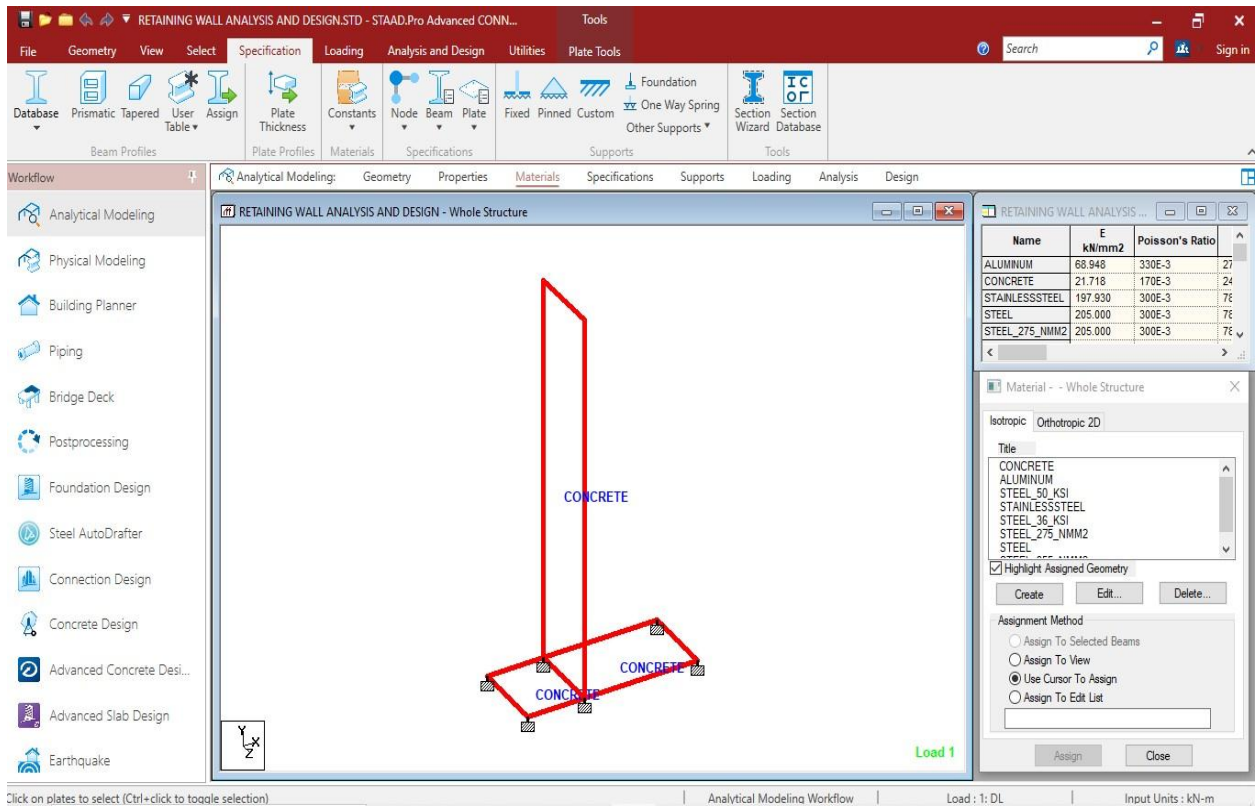 RETAINING WALL ANALYSIS AND DESIGN.STD - STAAD.Pro Advanced CONN... Tools
File Geometry View Select Specification Loading Analysis and Design Utilities Plate Tools Search Sign in
Database Prismatic Tapered User Table Assign Plate Thickness Constants Node Beam Plate Fixed Pinned Custom Foundation
One Way Spring
Other Supports
Section Wizard Section Database
Beam Profiles Plate Profiles Materials Specifications Supports Tools
Workflow
Analytical Modeling: Geometry Properties Materials Specifications Supports Loading Analysis Design
Analytical Modeling
Physical Modeling
Building Planner
Piping
Bridge Deck
Postprocessing
Foundation Design
Steel AutoDrafter
Connection Design
Concrete Design
Advanced Concrete Desi...
Advanced Slab Design
Earthquake
RETAINING WALL ANALYSIS AND DESIGN - Whole Structure
CONCRETE
CONCRETE
CONCRETE
Y
X
Z
Load 1
RETAINING WALL ANALYSIS ...
Name E kN/mm2 Poisson's Ratio
ALUMINUM 68.948 330E-3 27
CONCRETE 21.718 170E-3 24
STAINLESSSTEEL 197.930 300E-3 78
STEEL 205.000 300E-3 78
STEEL_275_NMM2 205.000 300E-3 78
Material - - Whole Structure
Isotropic Orthotropic 2D
Title
CONCRETE
ALUMINUM
STEEL_50_KSI
STAINLESSSTEEL
STEEL_36_KSI
STEEL_275_NMM2
STEEL
Highlight Assigned Geometry
Create Edit... Delete...
Assignment Method
Assign To Selected Beams
Assign To View
Use Cursor To Assign
Assign To Edit List
Assign Close
Click on plates to select (Ctrl+click to toggle selection) Analytical Modeling Workflow Load : 1: DL Input Units : kN-m